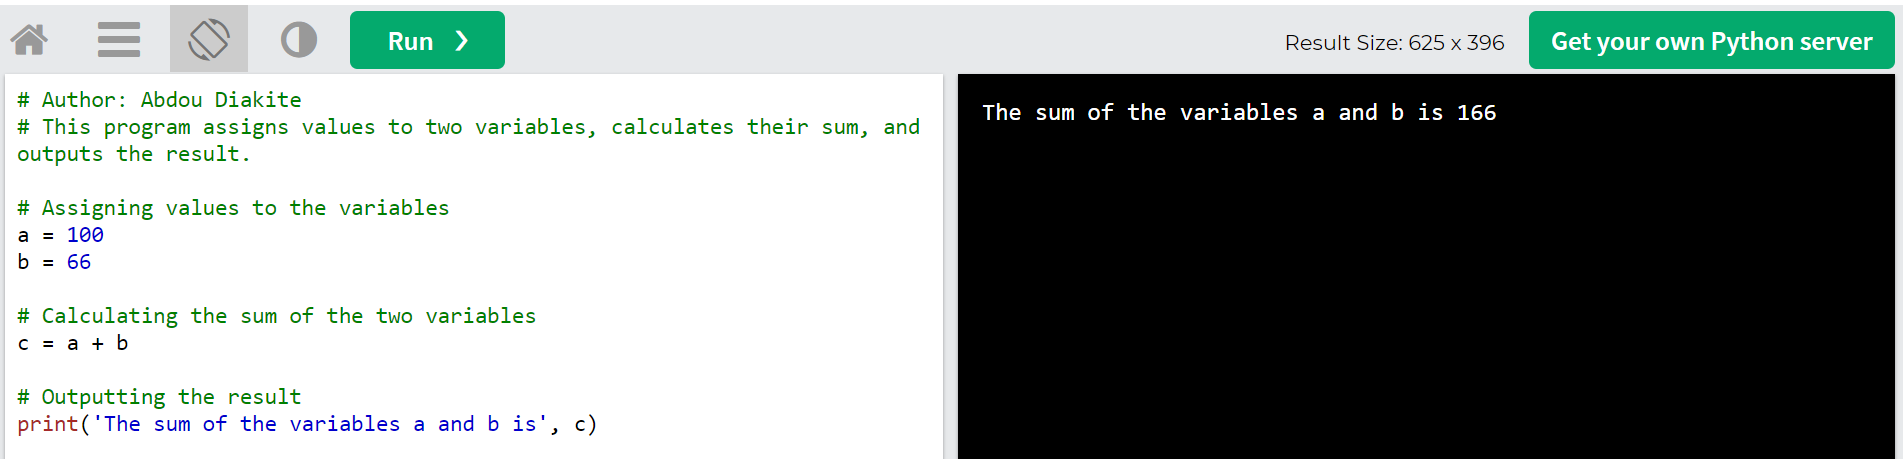 Run ❯
Result Size: 625 x 396
Get your own Python server
# Author: Abdou Diakite
# This program assigns values to two variables, calculates their sum, and
outputs the result.
# Assigning values to the variables
a = 100
b = 66
# Calculating the sum of the two variables
c = a + b
# Outputting the result
print('The sum of the variables a and b is', c)
The sum of the variables a and b is 166